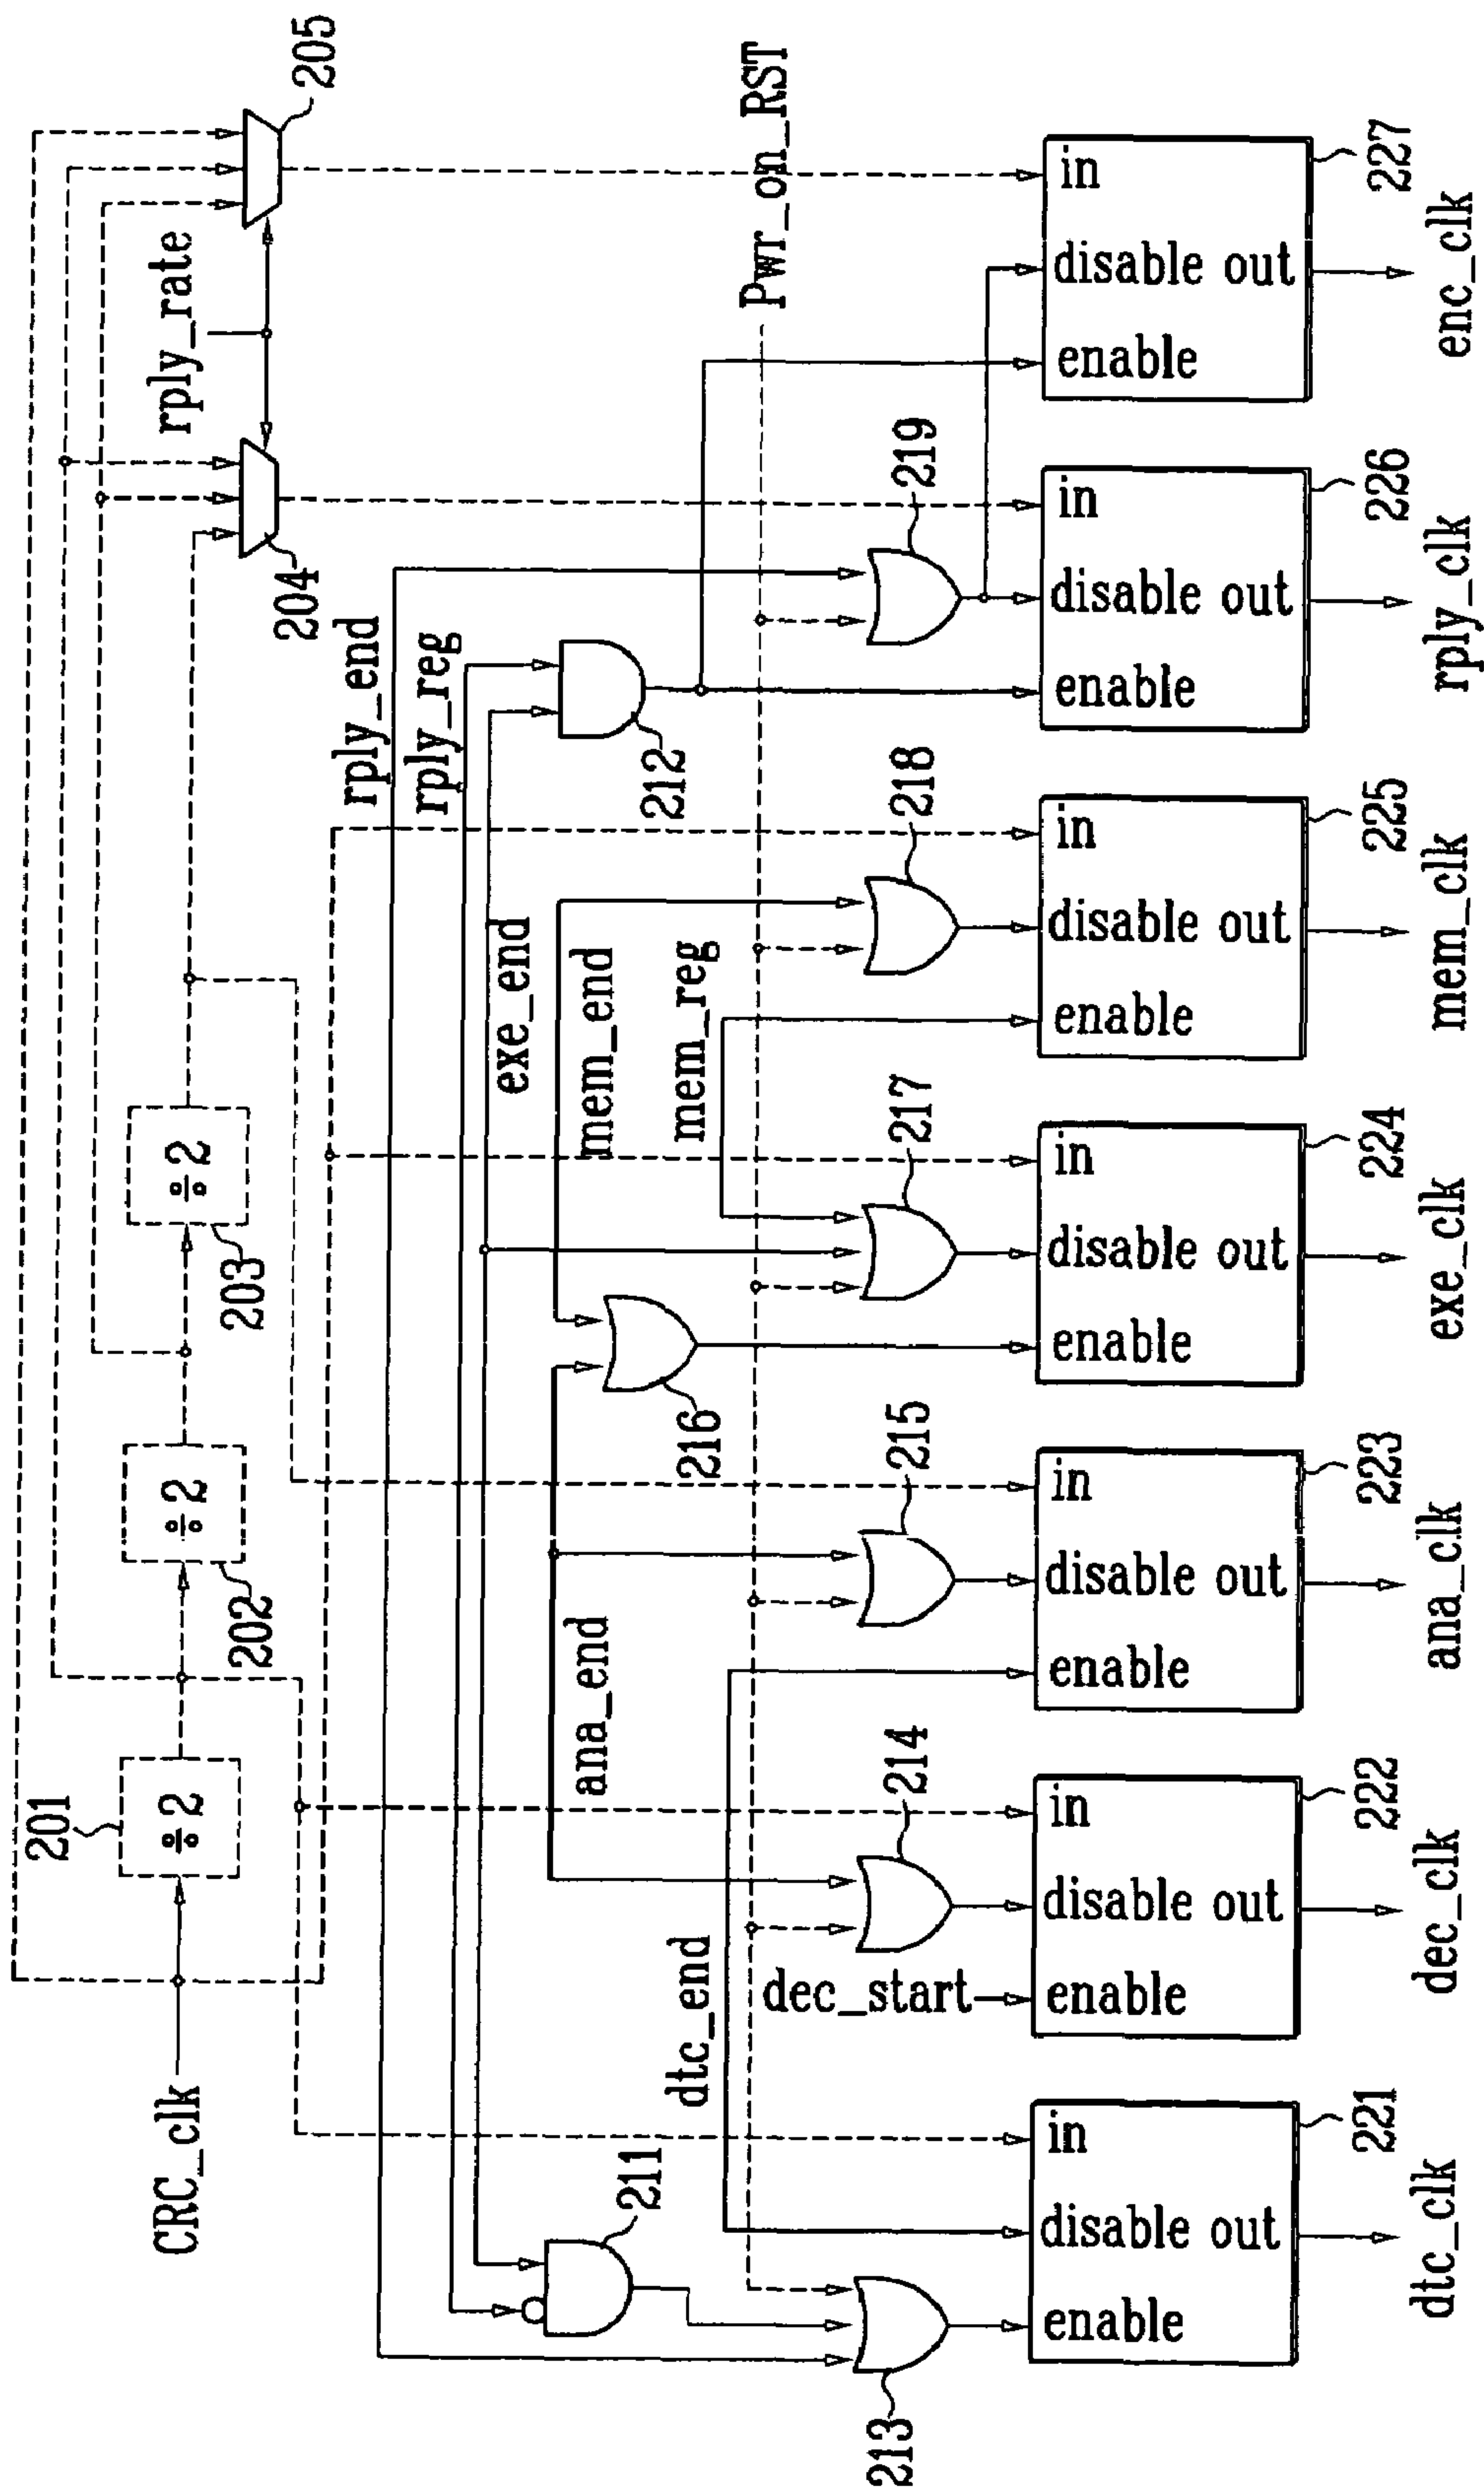 CRC_clk
201
÷2
202
÷2
203
÷2
rply_rate
204
205
rply_end
rply_reg
exe_end
mem_end
mem_reg
ana_end
dtc_end
dec_start
Pwr_on_RST
211
212
213
214
215
216
217
218
219
in
disable out
enable
221
dtc_clk
in
disable out
enable
222
dec_clk
in
disable out
enable
223
ana_clk
in
disable out
enable
224
exe_clk
in
disable out
enable
225
mem_clk
in
disable out
enable
226
rply_clk
in
disable out
enable
227
enc_clk